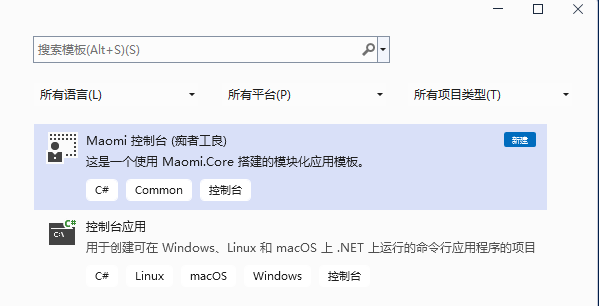 搜索模板(Alt+S)(S)
所有语言(L) 所有平台(P) 所有项目类型(T)
Maomi 控制台 (痴者工良) 新建
这是一个使用 Maomi.Core 搭建的模块化应用模板。
C# Common 控制台
C# 控制台应用
C:\ 用于创建可在 Windows、Linux 和 macOS 上 .NET 上运行的命令行应用程序的项目
C# Linux macOS Windows 控制台